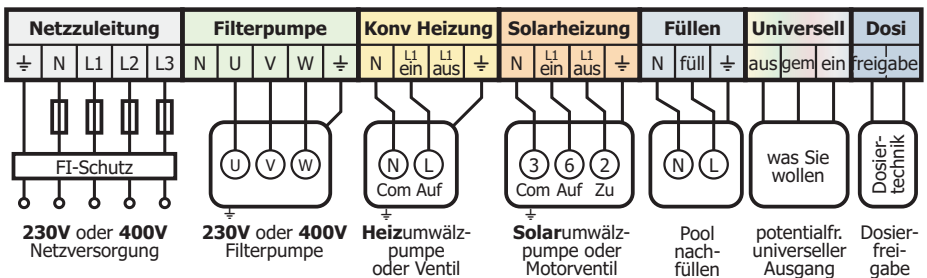 Netzzuleitung Filterpumpe Konv Heizung Solarheizung Füllen Universell Dosi
⏚ N L1 L2 L3 N U V W ⏚ N L1 ein L1 aus ⏚ N L1 ein L1 aus ⏚ N füll ⏚ aus gem ein freigabe
FI-Schutz
U V W
N L
Com Auf
3 6 2
Com Auf Zu
N L
was Sie
wollen
Dosier-
technik
230V oder 400V
Netzversorgung
230V oder 400V
Filterpumpe
Heizumwälz-
pumpe
oder Ventil
Solarumwälz-
pumpe oder
Motorventil
Pool
nach-
füllen
potentialfr.
universeller
Ausgang
Dosier-
frei-
gabe